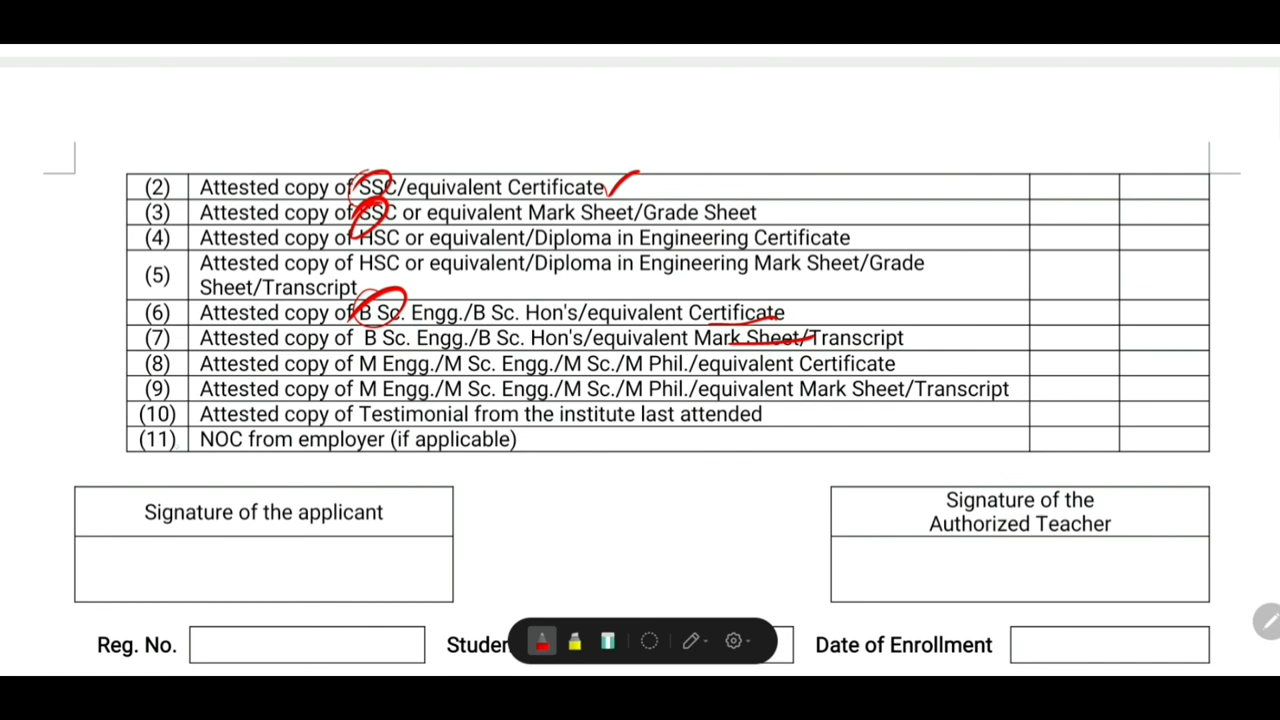 (2) Attested copy of SSC/equivalent Certificate
(3) Attested copy of SSC or equivalent Mark Sheet/Grade Sheet
(4) Attested copy of HSC or equivalent/Diploma in Engineering Certificate
(5) Attested copy of HSC or equivalent/Diploma in Engineering Mark Sheet/Grade
Sheet/Transcript
(6) Attested copy of B Sc. Engg./B Sc. Hon's/equivalent Certificate
(7) Attested copy of B Sc. Engg./B Sc. Hon's/equivalent Mark Sheet/Transcript
(8) Attested copy of M Engg./M Sc. Engg./M Sc./M Phil./equivalent Certificate
(9) Attested copy of M Engg./M Sc. Engg./M Sc./M Phil./equivalent Mark Sheet/Transcript
(10) Attested copy of Testimonial from the institute last attended
(11) NOC from employer (if applicable)
Signature of the applicant
Signature of the
Authorized Teacher
Reg. No. Date of Enrollment